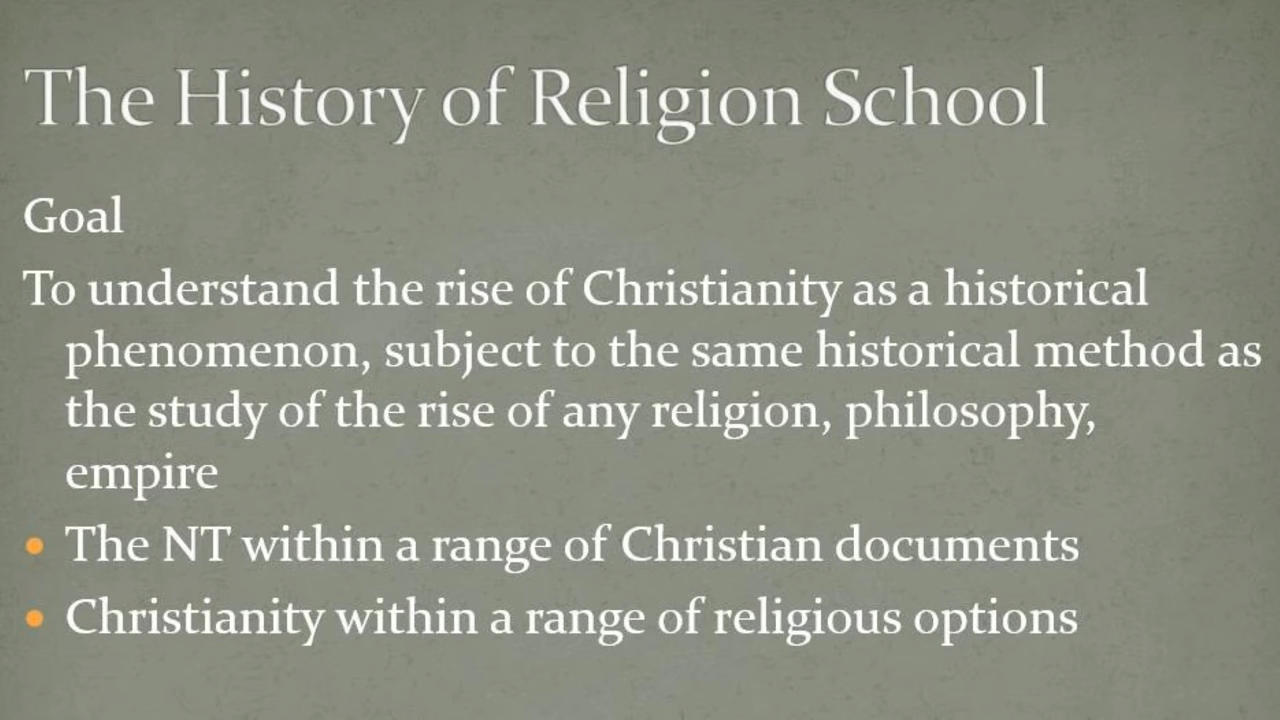 The History of Religion School
Goal
To understand the rise of Christianity as a historical
phenomenon, subject to the same historical method as
the study of the rise of any religion, philosophy,
empire
• The NT within a range of Christian documents
• Christianity within a range of religious options